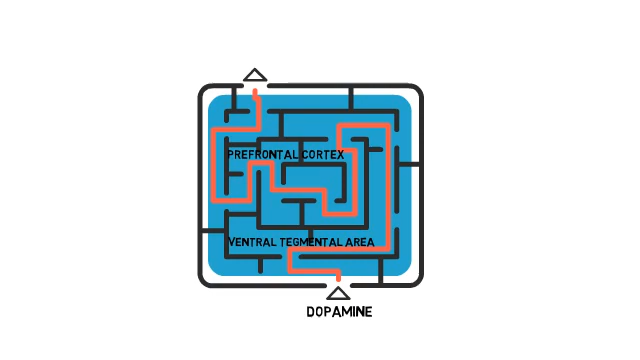 PREFRONTAL CORTEX
VENTRAL TEGMENTAL AREA
DOPAMINE